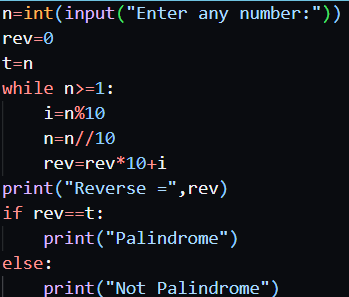 n=int(input("Enter any number:"))
rev=0
t=n
while n>=1:
    i=n%10
    n=n//10
    rev=rev*10+i
print("Reverse =",rev)
if rev==t:
    print("Palindrome")
else:
    print("Not Palindrome")